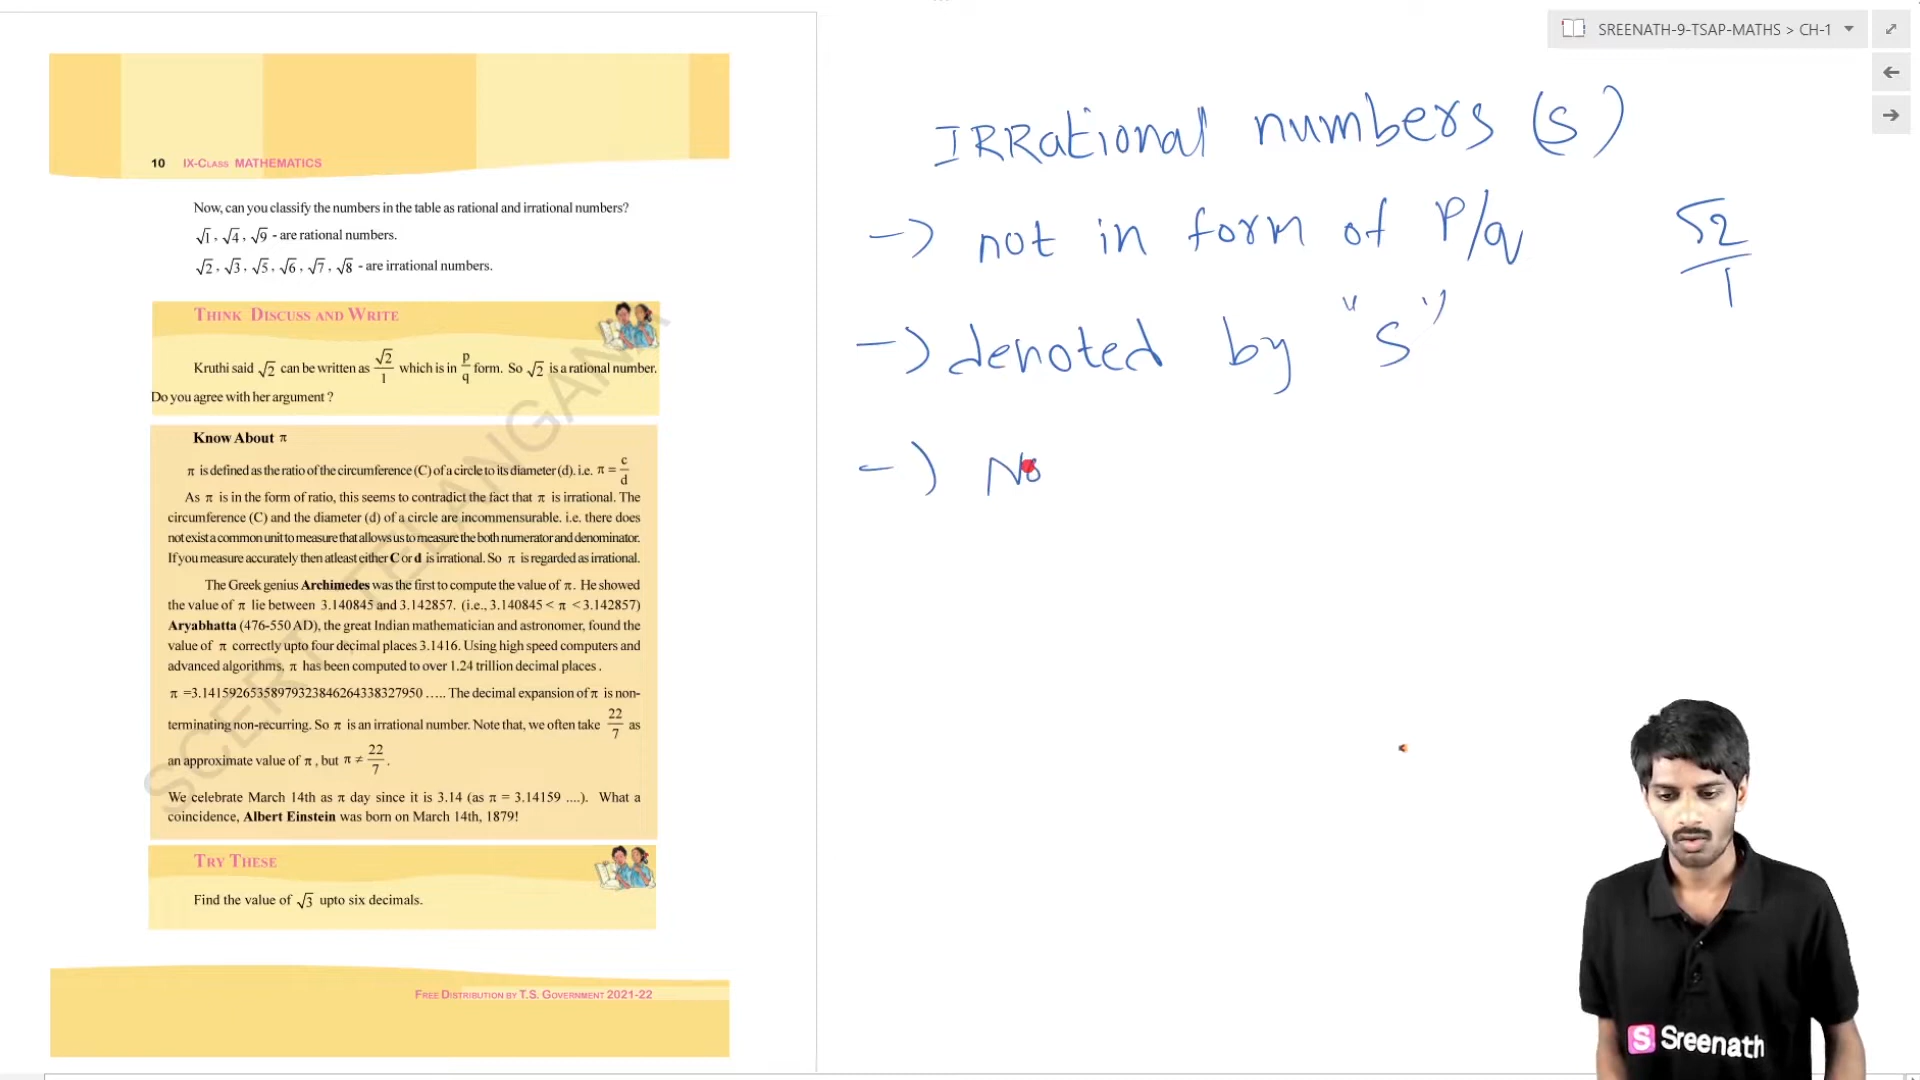 SREENATH-9-TSAP-MATHS > CH-1
10 IX-CLASS MATHEMATICS
Now, can you classify the numbers in the table as rational and irrational numbers?
√1 , √4 , √9 - are rational numbers.
√2 , √3 , √5 , √6 , √7 , √8 - are irrational numbers.
THINK DISCUSS AND WRITE
Kruthi said √2 can be written as √2/1 which is in p/q form. So √2 is a rational number.
Do you agree with her argument ?
Know About π
π is defined as the ratio of the circumference (C) of a circle to its diameter (d). i.e. π = c/d
As π is in the form of ratio, this seems to contradict the fact that π is irrational. The
circumference (C) and the diameter (d) of a circle are incommensurable. i.e. there does
not exist a common unit to measure that allows us to measure the both numerator and denominator.
If you measure accurately then atleast either C or d is irrational. So π is regarded as irrational.
The Greek genius Archimedes was the first to compute the value of π. He showed
the value of π lie between 3.140845 and 3.142857. (i.e., 3.140845 < π < 3.142857)
Aryabhatta (476-550 AD), the great Indian mathematician and astronomer, found the
value of π correctly upto four decimal places 3.1416. Using high speed computers and
advanced algorithms, π has been computed to over 1.24 trillion decimal places .
π =3.14159265358979323846264338327950 ….. The decimal expansion of π is non-
terminating non-recurring. So π is an irrational number. Note that, we often take 22/7 as
an approximate value of π , but π ≠ 22/7 .
We celebrate March 14th as π day since it is 3.14 (as π = 3.14159 ....). What a
coincidence, Albert Einstein was born on March 14th, 1879!
TRY THESE
Find the value of √3 upto six decimals.
FREE DISTRIBUTION BY T.S. GOVERNMENT 2021-22
SCERT, TELANGANA
IRRational numbers (s)
-> not in form of P/q √2/1
-> denoted by "S"
-> No
S Sreenath